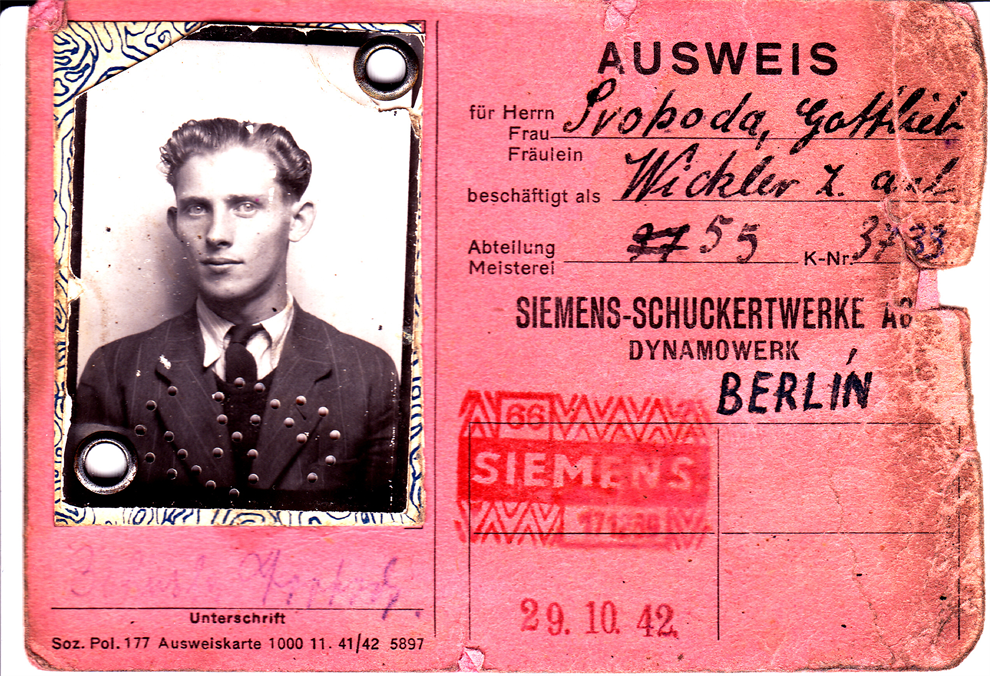 AUSWEIS
für Herrn Svoboda, Gottlieb
Frau
Fräulein
beschäftigt als Wickler z. a.
Abteilung
Meisterei 55 K-Nr. 3733
SIEMENS-SCHUCKERTWERKE AG
DYNAMOWERK
BERLIN
66
SIEMENS
29. 10. 42.
Unterschrift
Soz. Pol. 177 Ausweiskarte 1000 11. 41/42 5897